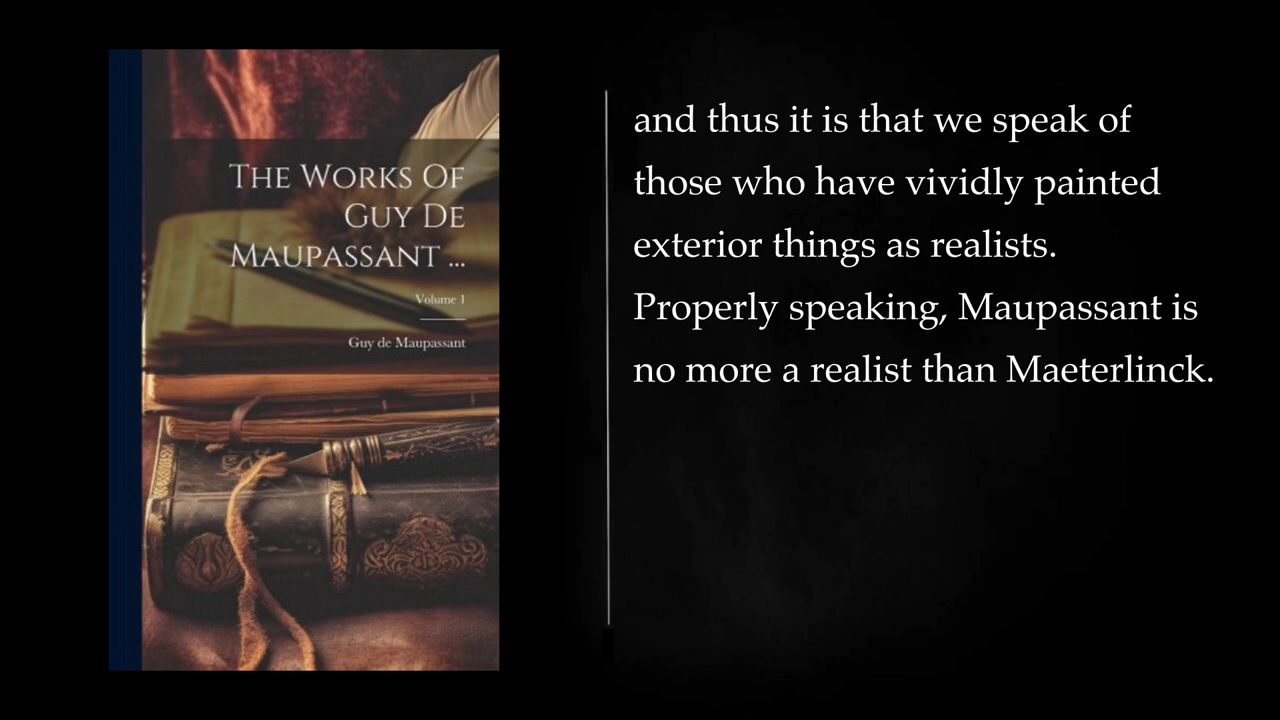 The Works Of
Guy De
Maupassant ...
Volume 1
Guy de Maupassant
and thus it is that we speak of
those who have vividly painted
exterior things as realists.
Properly speaking, Maupassant is
no more a realist than Maeterlinck.